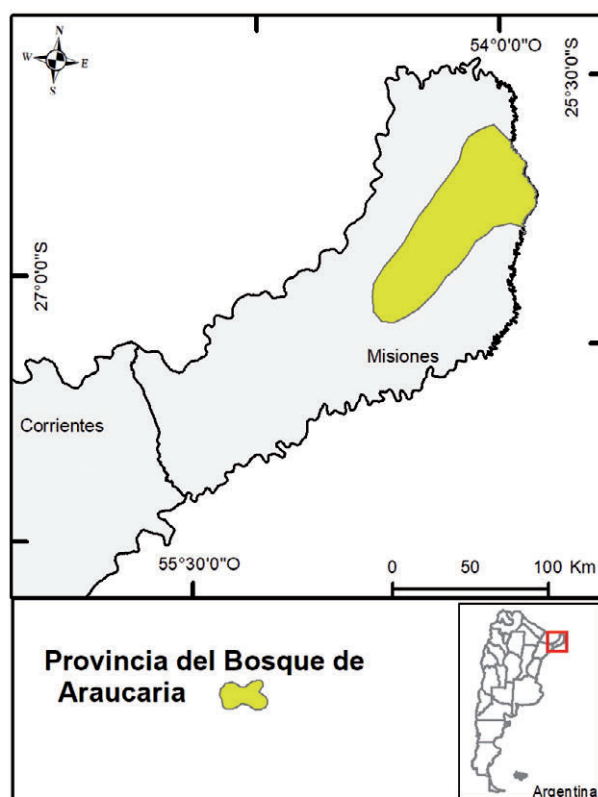 N
W E
S
54°0'0"O
25°30'0"S
27°0'0"S
Misiones
Corrientes
55°30'0"O
0 50 100 Km
Provincia del Bosque de
Araucaria
Argentina